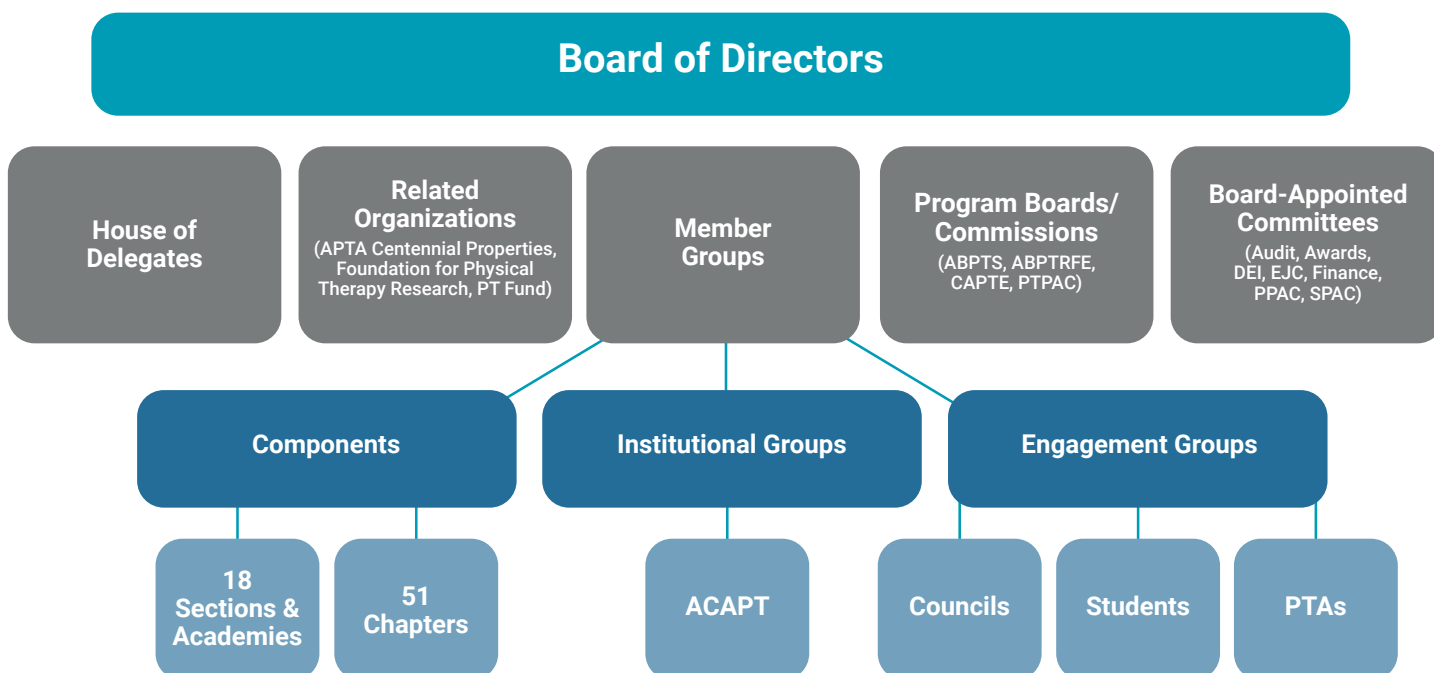 Board of Directors
House of
Delegates
Related
Organizations
(APTA Centennial Properties,
Foundation for Physical
Therapy Research, PT Fund)
Member
Groups
Program Boards/
Commissions
(ABPTS, ABPTRFE,
CAPTE, PTPAC)
Board-Appointed
Committees
(Audit, Awards,
DEI, EJC, Finance,
PPAC, SPAC)
Components
Institutional Groups
Engagement Groups
18
Sections &
Academies
51
Chapters
ACAPT
Councils
Students
PTAs